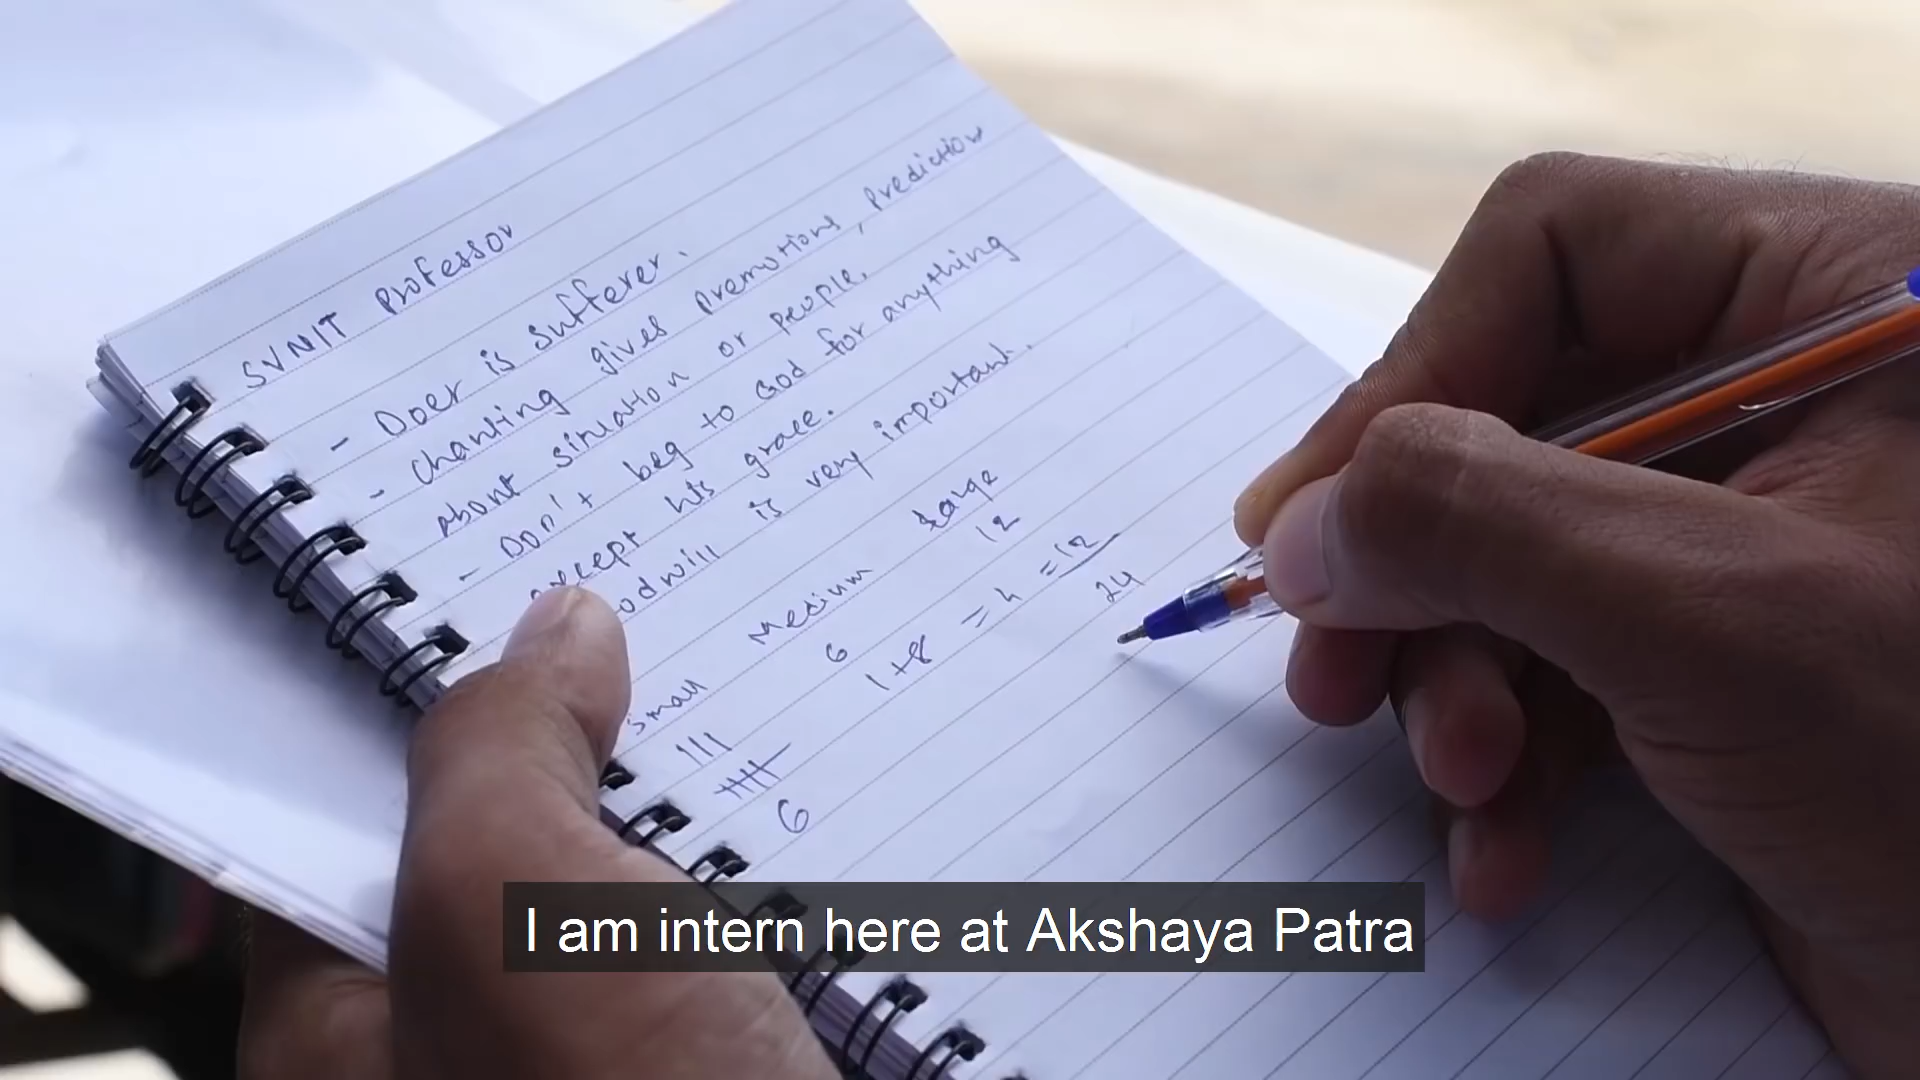 SVNIT Professor
- Doer is sufferer.
- Chanting gives premotions, prediction
about situation or people.
- Don't beg to God for anything
accept his grace.
odwill is very important.
small Medium large
||| 6 12
1+8 = 4 = 12
6 24
I am intern here at Akshaya Patra